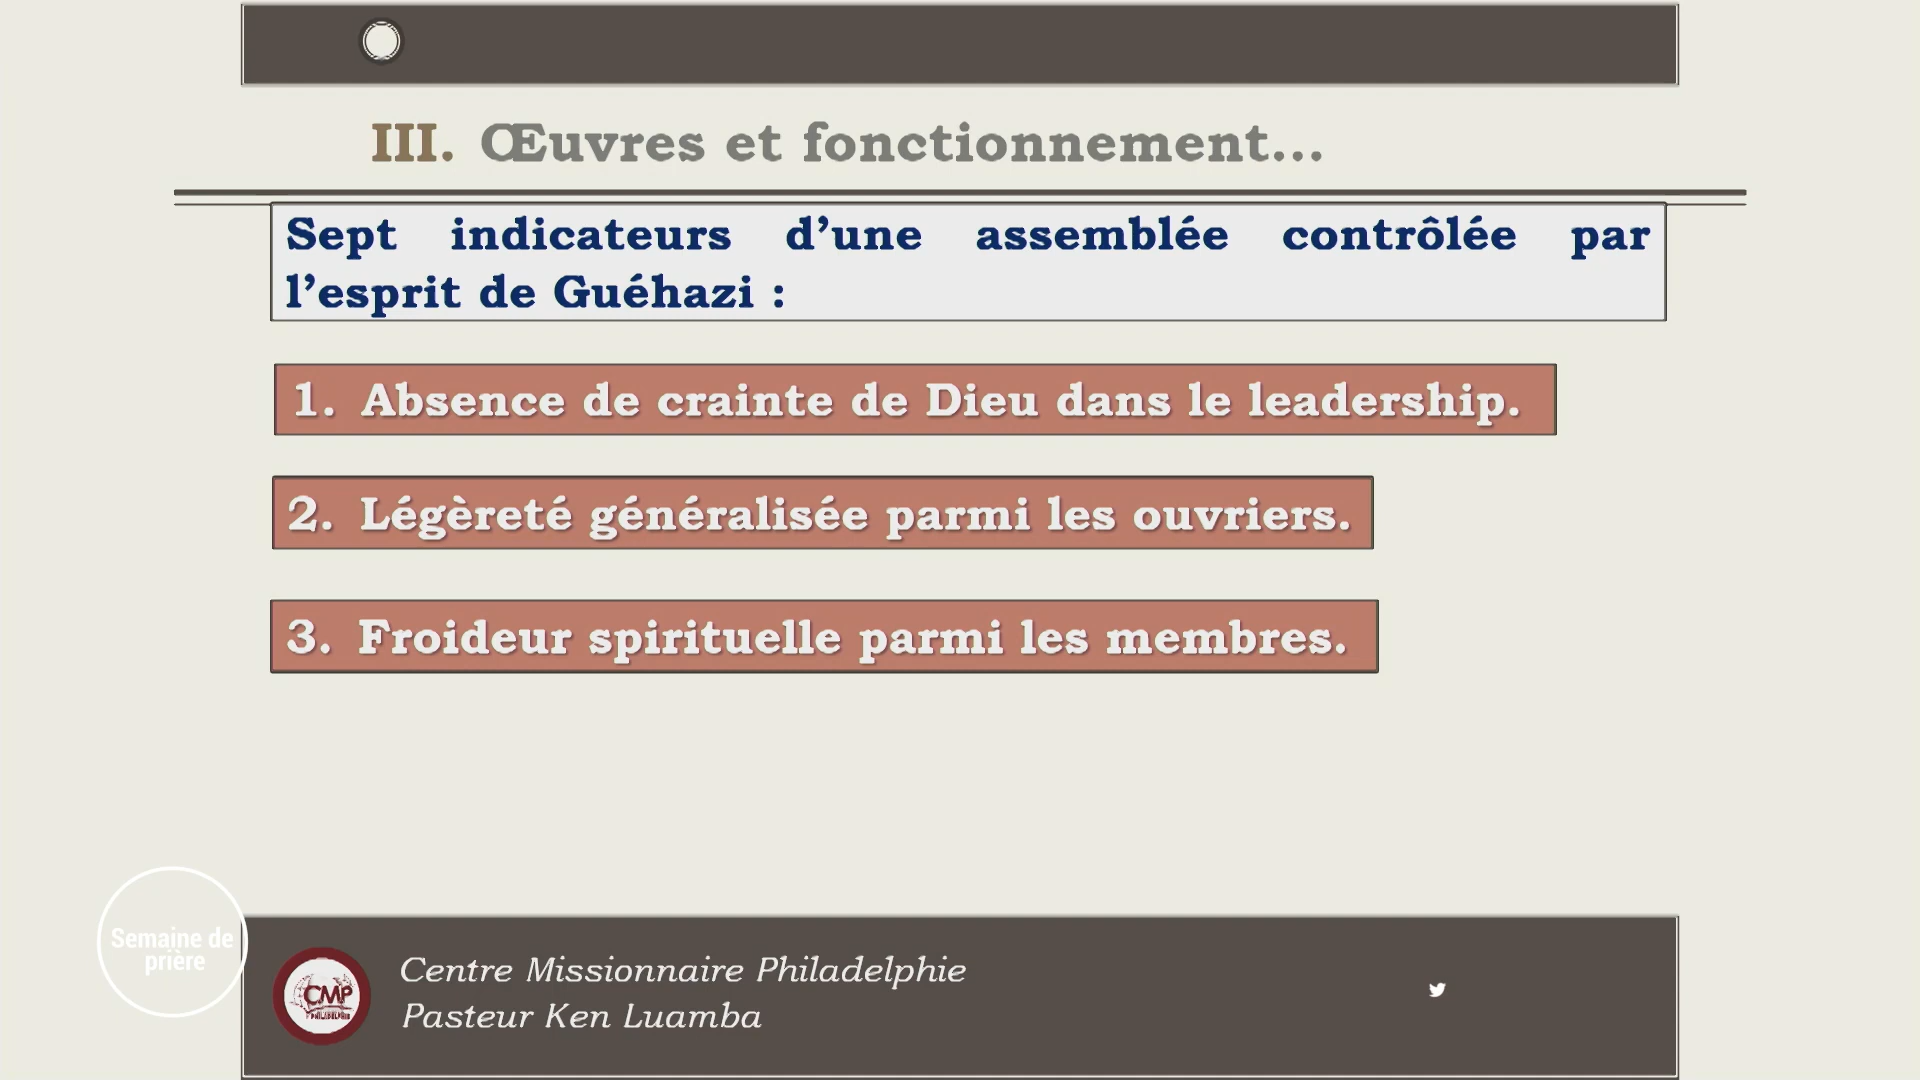 III. Œuvres et fonctionnement...
Sept indicateurs d’une assemblée contrôlée par
l’esprit de Guéhazi :
1. Absence de crainte de Dieu dans le leadership.
2. Légèreté généralisée parmi les ouvriers.
3. Froideur spirituelle parmi les membres.
Semaine de
prière
CMP
PHILADELPHIE
Centre Missionnaire Philadelphie
Pasteur Ken Luamba